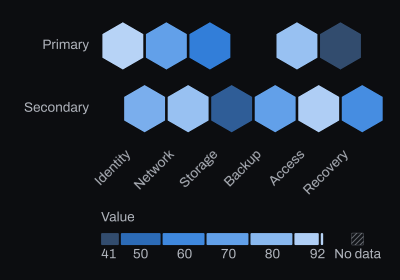 Primary
Secondary
Identity
Network
Storage
Backup
Access
Recovery
Value
41 50 60 70 80 92 No data